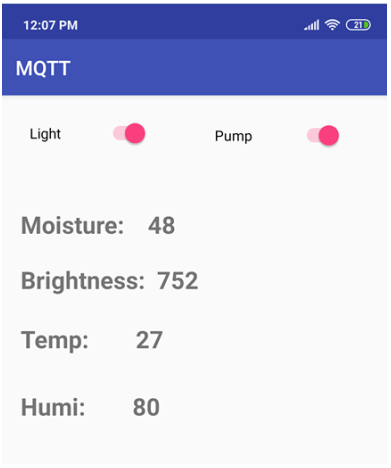 12:07 PM 21
MQTT
Light Pump
Moisture: 48
Brightness: 752
Temp: 27
Humi: 80